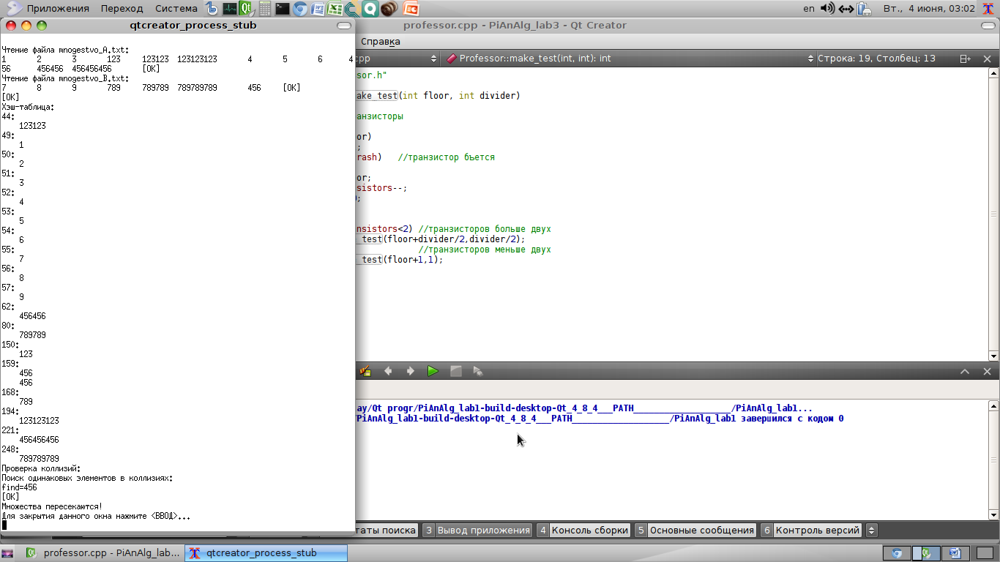 Приложения Переход Система en Вт., 4 июня, 03:02
qtcreator_process_stub
professor.cpp - PiAnAlg_lab3 - Qt Creator
Справка
cpp Professor::make_test(int, int): int Строка: 19, Столбец: 13
Чтение файла mnogestvo_A.txt:
1 2 3 123 123123 123123123 4 5 6 4
56 456456 456456456 [OK]
Чтение файла mnogestvo_B.txt:
7 8 9 789 789789 789789789 456 [OK]
[OK]
Хэш-таблица:
44:
123123
49:
1
50:
2
51:
3
52:
4
53:
5
54:
6
55:
7
56:
8
57:
9
62:
456456
80:
789789
150:
123
159:
456
456
168:
789
194:
123123123
221:
456456456
248:
789789789
Проверка коллизий:
Поиск одинаковых элементов в коллизиях:
find=456
[OK]
Множества пересекаются!
Для закрытия данного окна нажмите <ВВОД>...
sor.h"
ake_test(int floor, int divider)
анзисторы
or)
;
rash) //транзистор бьется
or;
sistors--;
);
nsistors<2) //транзисторов больше двух
_test(floor+divider/2,divider/2);
//транзисторов меньше двух
_test(floor+1,1);
ay/Qt progr/PiAnAlg_lab1-build-desktop-Qt_4_8_4___PATH__________________/PiAnAlg_lab1...
/PiAnAlg_lab1-build-desktop-Qt_4_8_4___PATH__________________/PiAnAlg_lab1 завершился с кодом 0
таты поиска 3 Вывод приложения 4 Консоль сборки 5 Основные сообщения 6 Контроль версий
professor.cpp - PiAnAlg_lab... qtcreator_process_stub